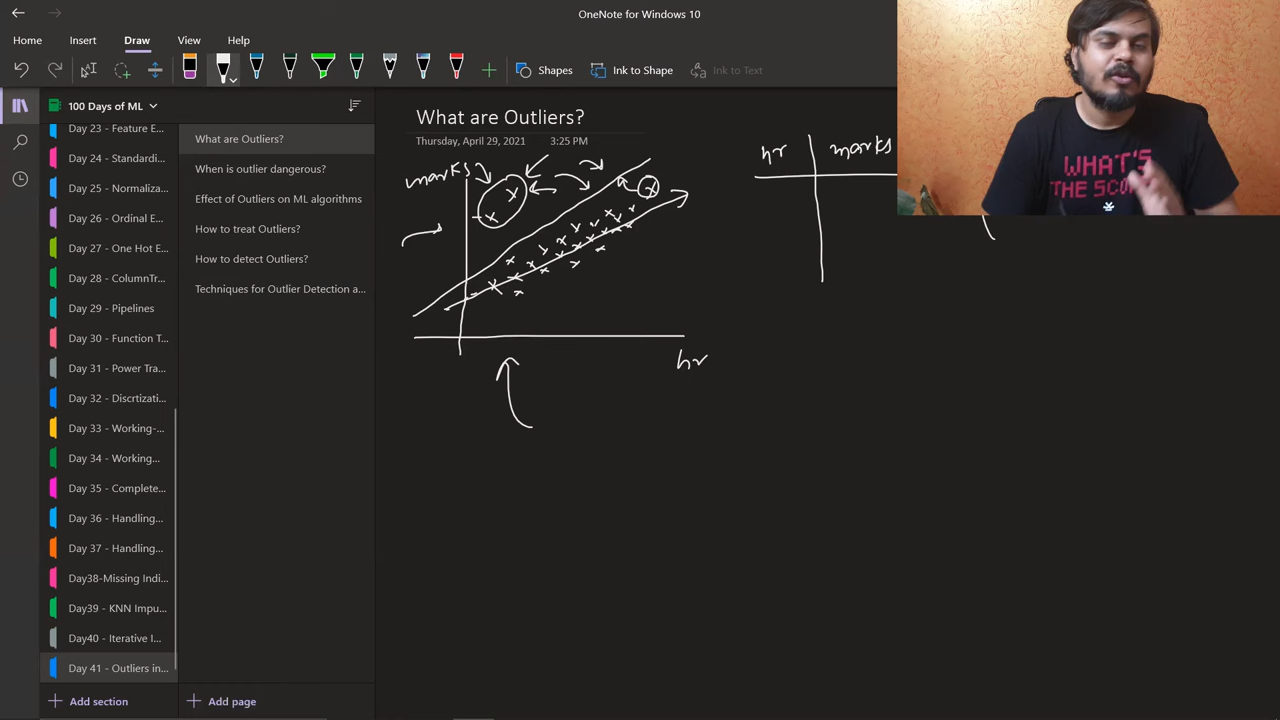 OneNote for Windows 10
Home Insert Draw View Help
Shapes Ink to Shape Ink to Text
100 Days of ML
Day 23 - Feature E...
Day 24 - Standardi...
Day 25 - Normaliza...
Day 26 - Ordinal E...
Day 27 - One Hot E...
Day 28 - ColumnTr...
Day 29 - Pipelines
Day 30 - Function T...
Day 31 - Power Tra...
Day 32 - Discrtizati...
Day 33 - Working-...
Day 34 - Working...
Day 35 - Complete...
Day 36 - Handling...
Day 37 - Handling...
Day38-Missing Indi...
Day39 - KNN Impu...
Day40 - Iterative I...
Day 41 - Outliers in...
Add section
What are Outliers?
When is outlier dangerous?
Effect of Outliers on ML algorithms
How to treat Outliers?
How to detect Outliers?
Techniques for Outlier Detection a...
Add page
What are Outliers?
Thursday, April 29, 2021 3:25 PM
marks
hr
hr marks
WHAT'S
THE